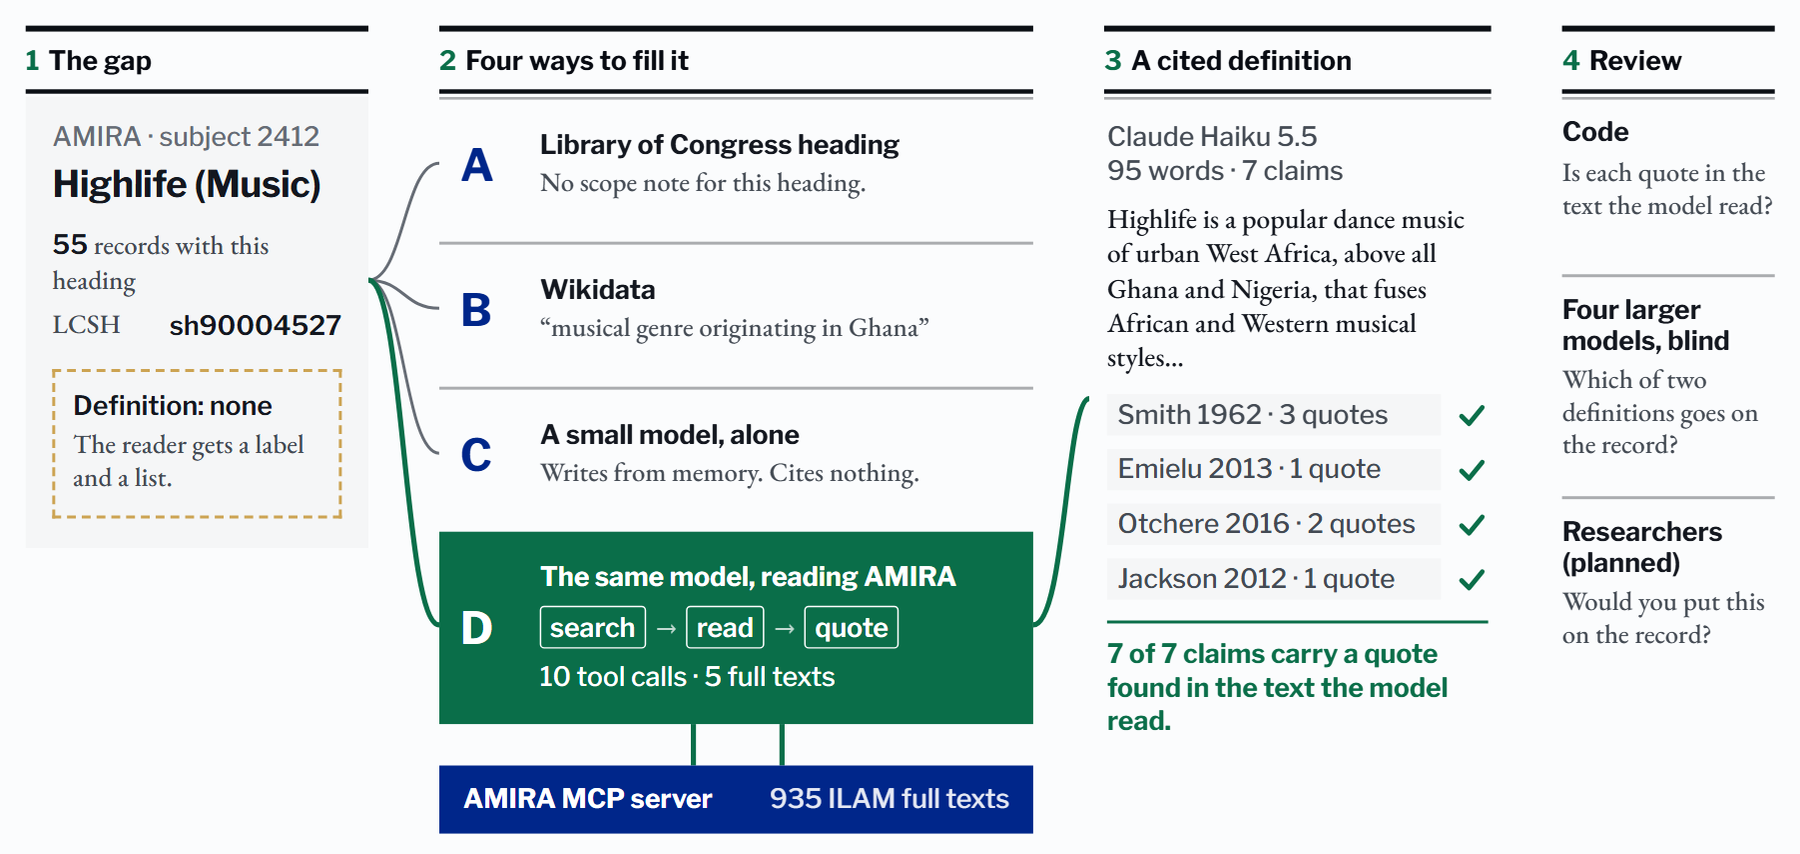 1 The gap
AMIRA · subject 2412
Highlife (Music)
55 records with this
heading
LCSH sh90004527
Definition: none
The reader gets a label
and a list.
2 Four ways to fill it
A
Library of Congress heading
No scope note for this heading.
B
Wikidata
“musical genre originating in Ghana”
C
A small model, alone
Writes from memory. Cites nothing.
D
The same model, reading AMIRA
search → read → quote
10 tool calls · 5 full texts
AMIRA MCP server 935 ILAM full texts
3 A cited definition
Claude Haiku 5.5
95 words · 7 claims
Highlife is a popular dance music
of urban West Africa, above all
Ghana and Nigeria, that fuses
African and Western musical
styles...
Smith 1962 · 3 quotes
Emielu 2013 · 1 quote
Otchere 2016 · 2 quotes
Jackson 2012 · 1 quote
7 of 7 claims carry a quote
found in the text the model
read.
4 Review
Code
Is each quote in the
text the model read?
Four larger
models, blind
Which of two
definitions goes on
the record?
Researchers
(planned)
Would you put this
on the record?